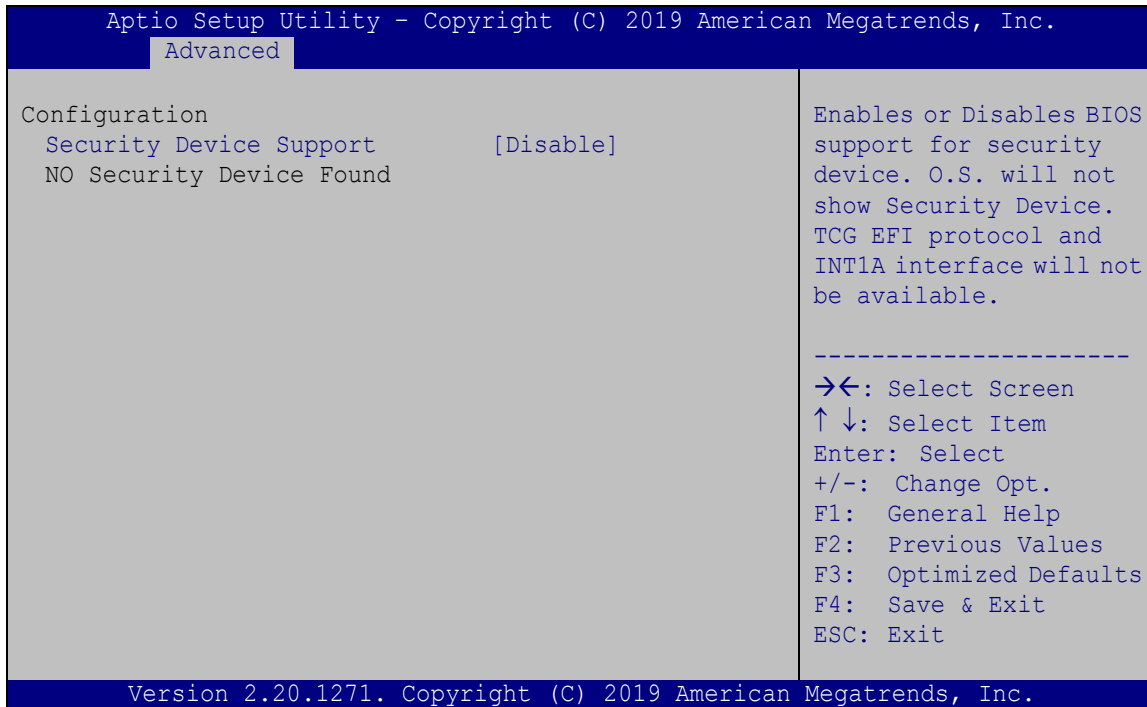 Aptio Setup Utility – Copyright (C) 2019 American Megatrends, Inc.
Advanced
Configuration
Security Device Support [Disable]
NO Security Device Found
Enables or Disables BIOS
support for security
device. O.S. will not
show Security Device.
TCG EFI protocol and
INT1A interface will not
be available.
----------------------
→←: Select Screen
↑ ↓: Select Item
Enter: Select
+/-: Change Opt.
F1: General Help
F2: Previous Values
F3: Optimized Defaults
F4: Save & Exit
ESC: Exit
Version 2.20.1271. Copyright (C) 2019 American Megatrends, Inc.